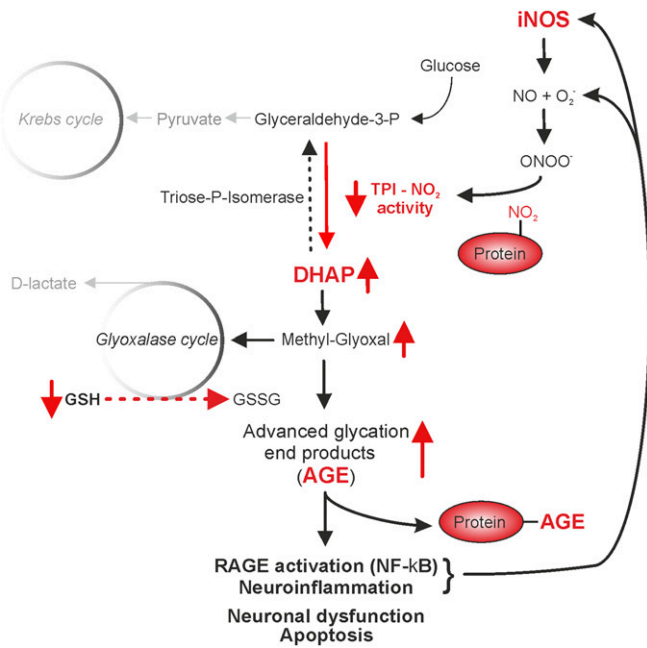 iNOS
Glucose
NO + O₂⁻
Krebs cycle
Pyruvate
Glyceraldehyde-3-P
ONOO⁻
Triose-P-Isomerase
TPI - NO₂
activity
NO₂
Protein
DHAP
D-lactate
Glyoxalase cycle
Methyl-Glyoxal
GSH
GSSG
Advanced glycation
end products
(AGE)
Protein
AGE
RAGE activation (NF-kB)
Neuroinflammation
}
Neuronal dysfunction
Apoptosis